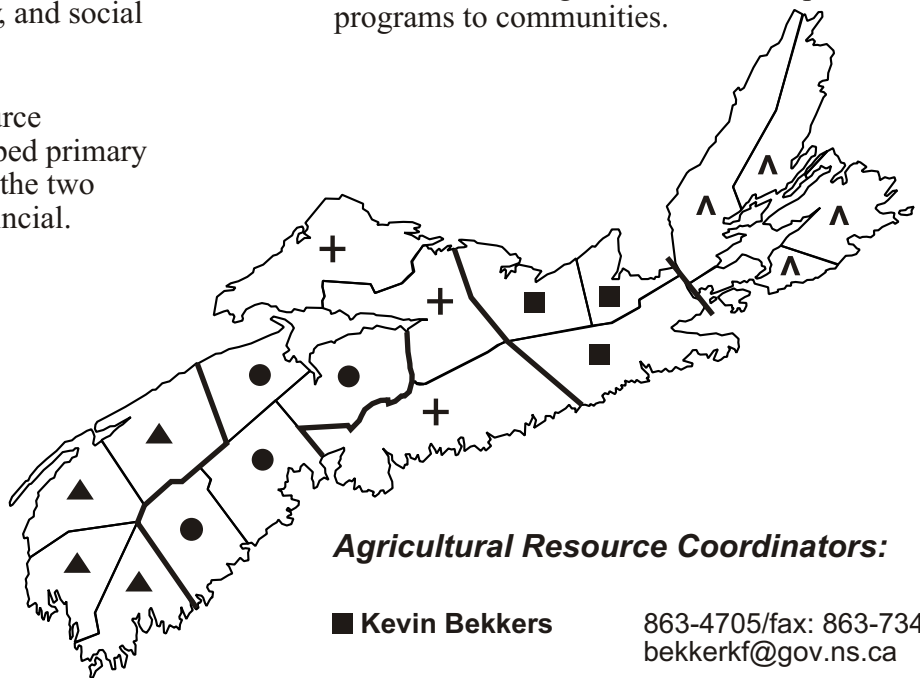 , and social
urce
ped primary
the two
ncial.
programs to communities.
Agricultural Resource Coordinators:
■ Kevin Bekkers 863-4705/fax: 863-734
bekkerkf@gov.ns.ca